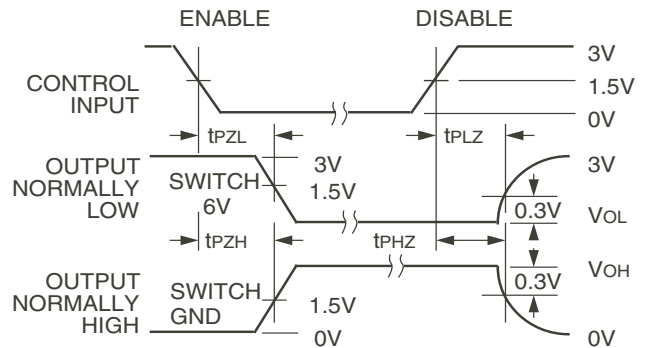 ENABLE DISABLE
3V
CONTROL INPUT 1.5V
0V
tPZL tPLZ
OUTPUT NORMALLY LOW
SWITCH 6V
3V
1.5V
3V
0.3V
VOL
tPZH tPHZ
OUTPUT NORMALLY HIGH
SWITCH GND
1.5V
0V
VOH
0.3V
0V